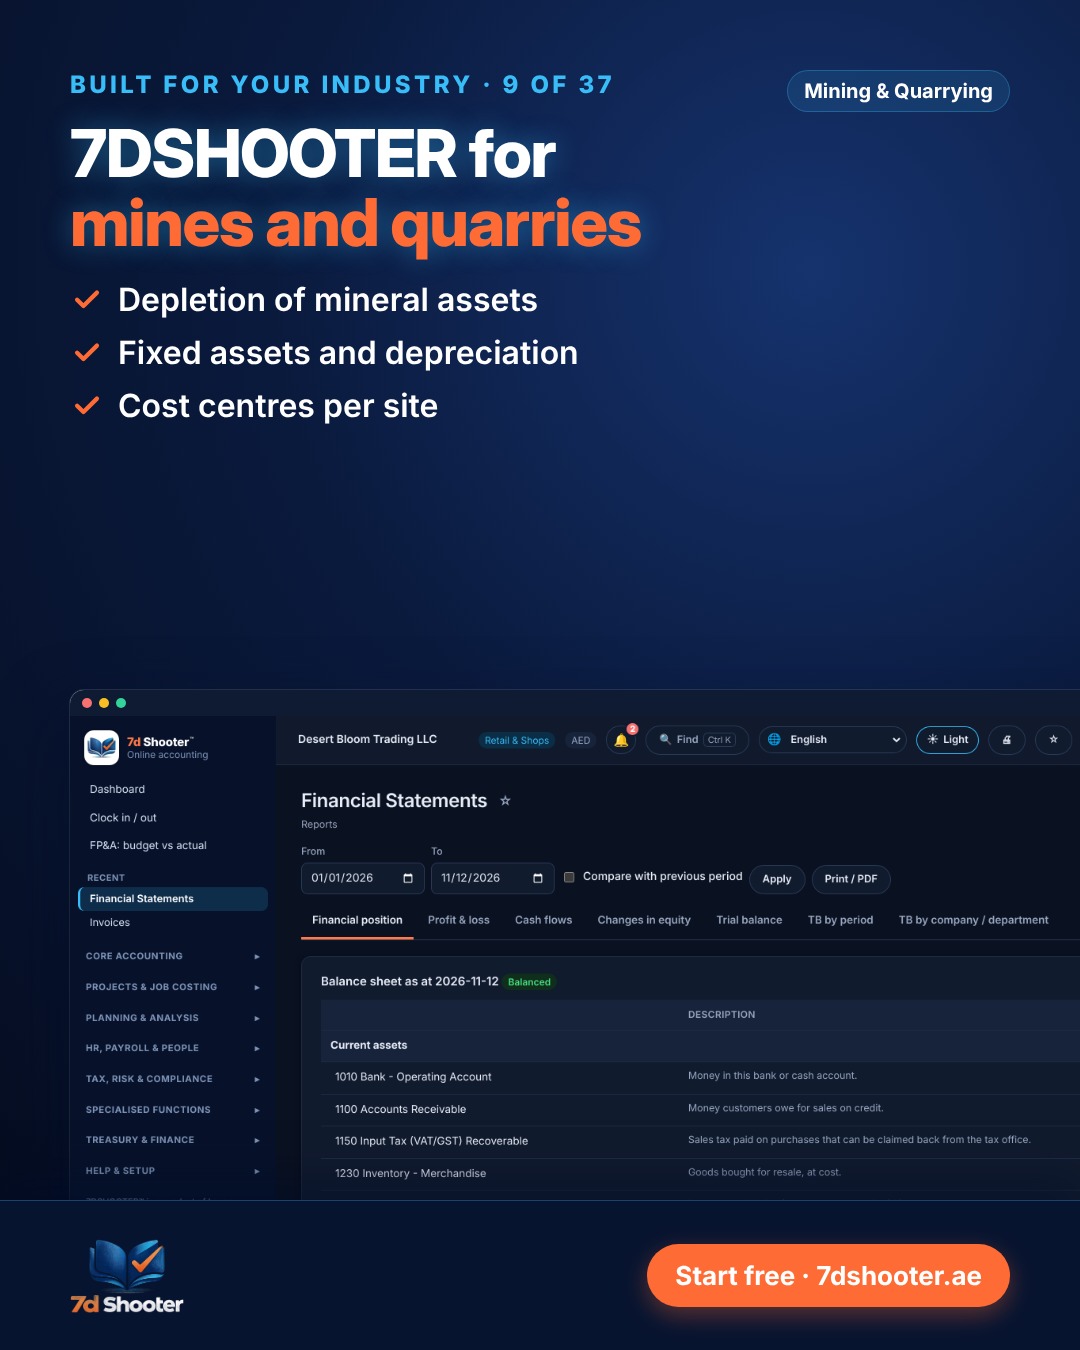 BUILT FOR YOUR INDUSTRY · 9 OF 37
Mining & Quarrying
7DSHOOTER for
mines and quarries
Depletion of mineral assets
Fixed assets and depreciation
Cost centres per site
7d Shooter™
Online accounting
Dashboard
Clock in / out
FP&A: budget vs actual
RECENT
Financial Statements
Invoices
CORE ACCOUNTING
PROJECTS & JOB COSTING
PLANNING & ANALYSIS
HR, PAYROLL & PEOPLE
TAX, RISK & COMPLIANCE
SPECIALISED FUNCTIONS
TREASURY & FINANCE
HELP & SETUP
Desert Bloom Trading LLC
Retail & Shops
AED
2
Find Ctrl K
English
Light
Financial Statements
Reports
From To
01/01/2026 11/12/2026 Compare with previous period Apply Print / PDF
Financial position Profit & loss Cash flows Changes in equity Trial balance TB by period TB by company / department
Balance sheet as at 2026-11-12 Balanced
DESCRIPTION
Current assets
1010 Bank - Operating Account Money in this bank or cash account.
1100 Accounts Receivable Money customers owe for sales on credit.
1150 Input Tax (VAT/GST) Recoverable Sales tax paid on purchases that can be claimed back from the tax office.
1230 Inventory - Merchandise Goods bought for resale, at cost.
7d Shooter
Start free · 7dshooter.ae